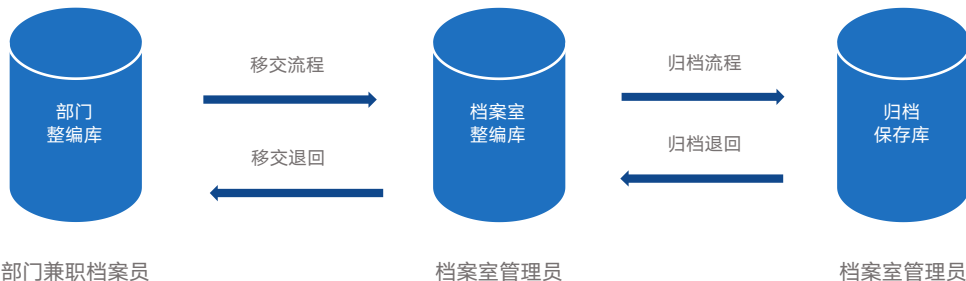 移交流程
归档流程
部门
整编库
档案室
整编库
归档
保存库
移交退回
归档退回
部门兼职档案员
档案室管理员
档案室管理员